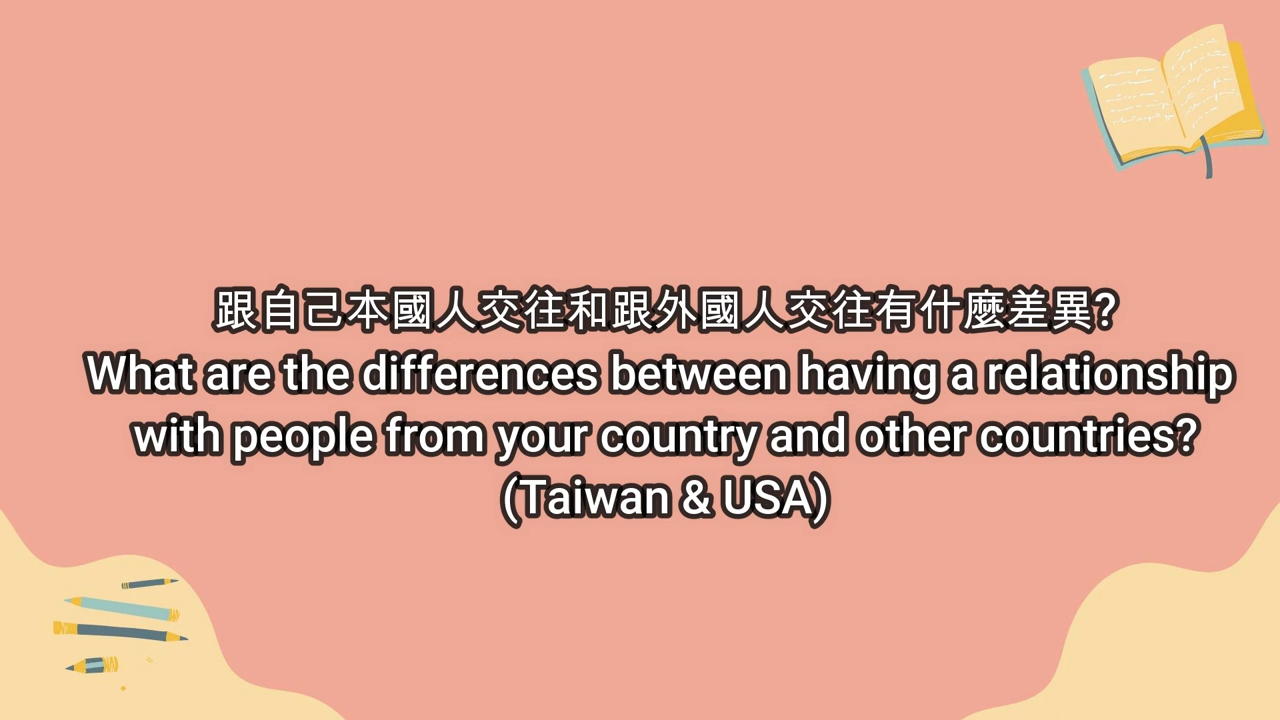 跟自己本國人交往和跟外國人交往有什麼差異?
What are the differences between having a relationship
with people from your country and other countries?
(Taiwan & USA)